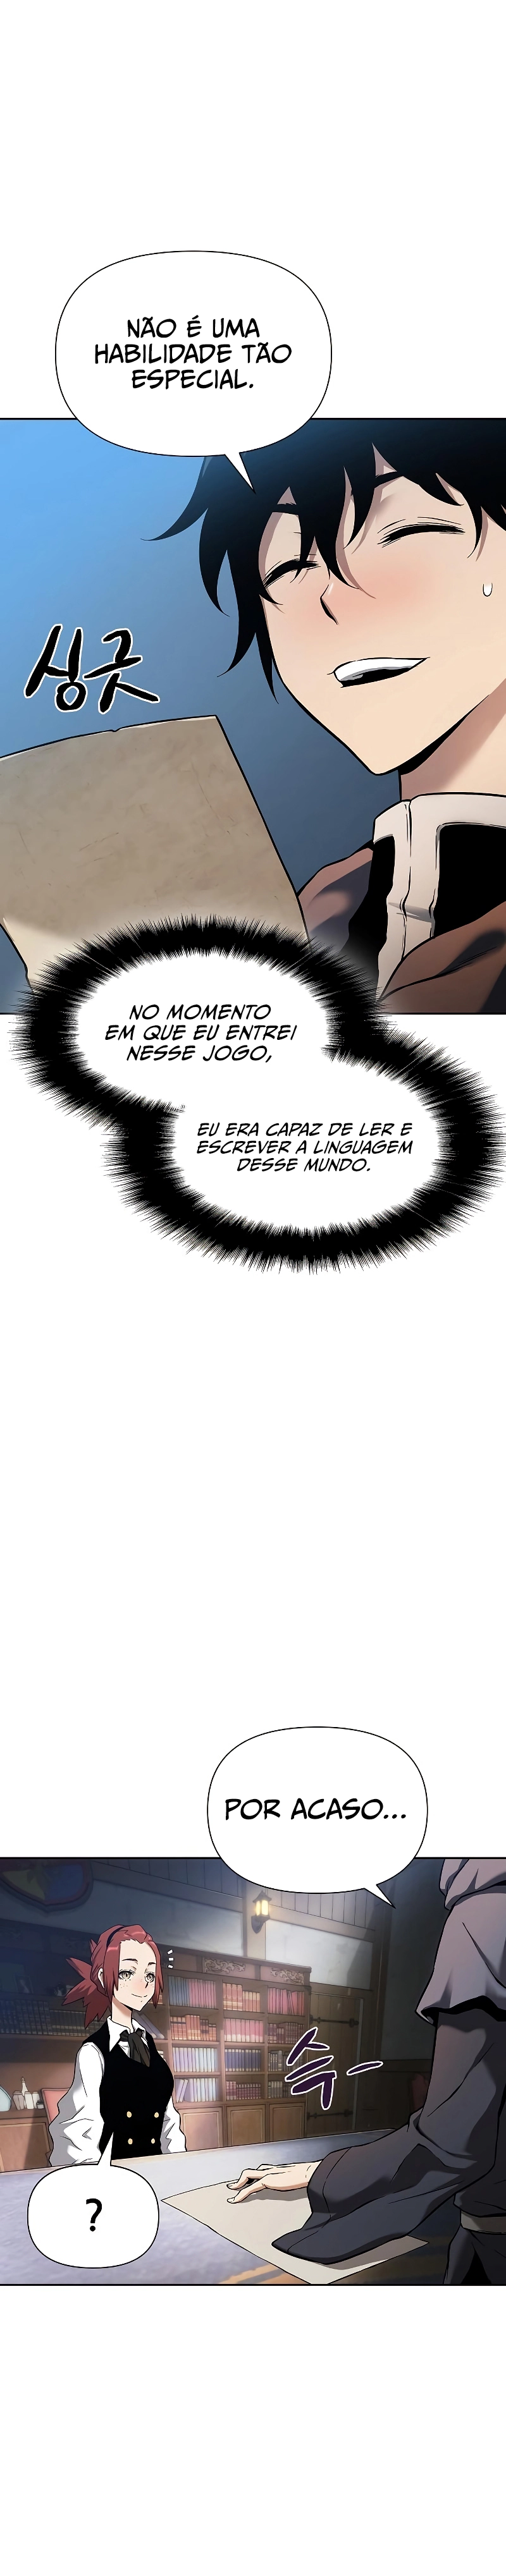 NÃO É UMA
HABILIDADE TÃO
ESPECIAL.
싱긋
NO MOMENTO
EM QUE EU ENTREI
NESSE JOGO,
EU ERA CAPAZ DE LER E
ESCREVER A LINGUAGEM
DESSE MUNDO.
POR ACASO...
스윽
?